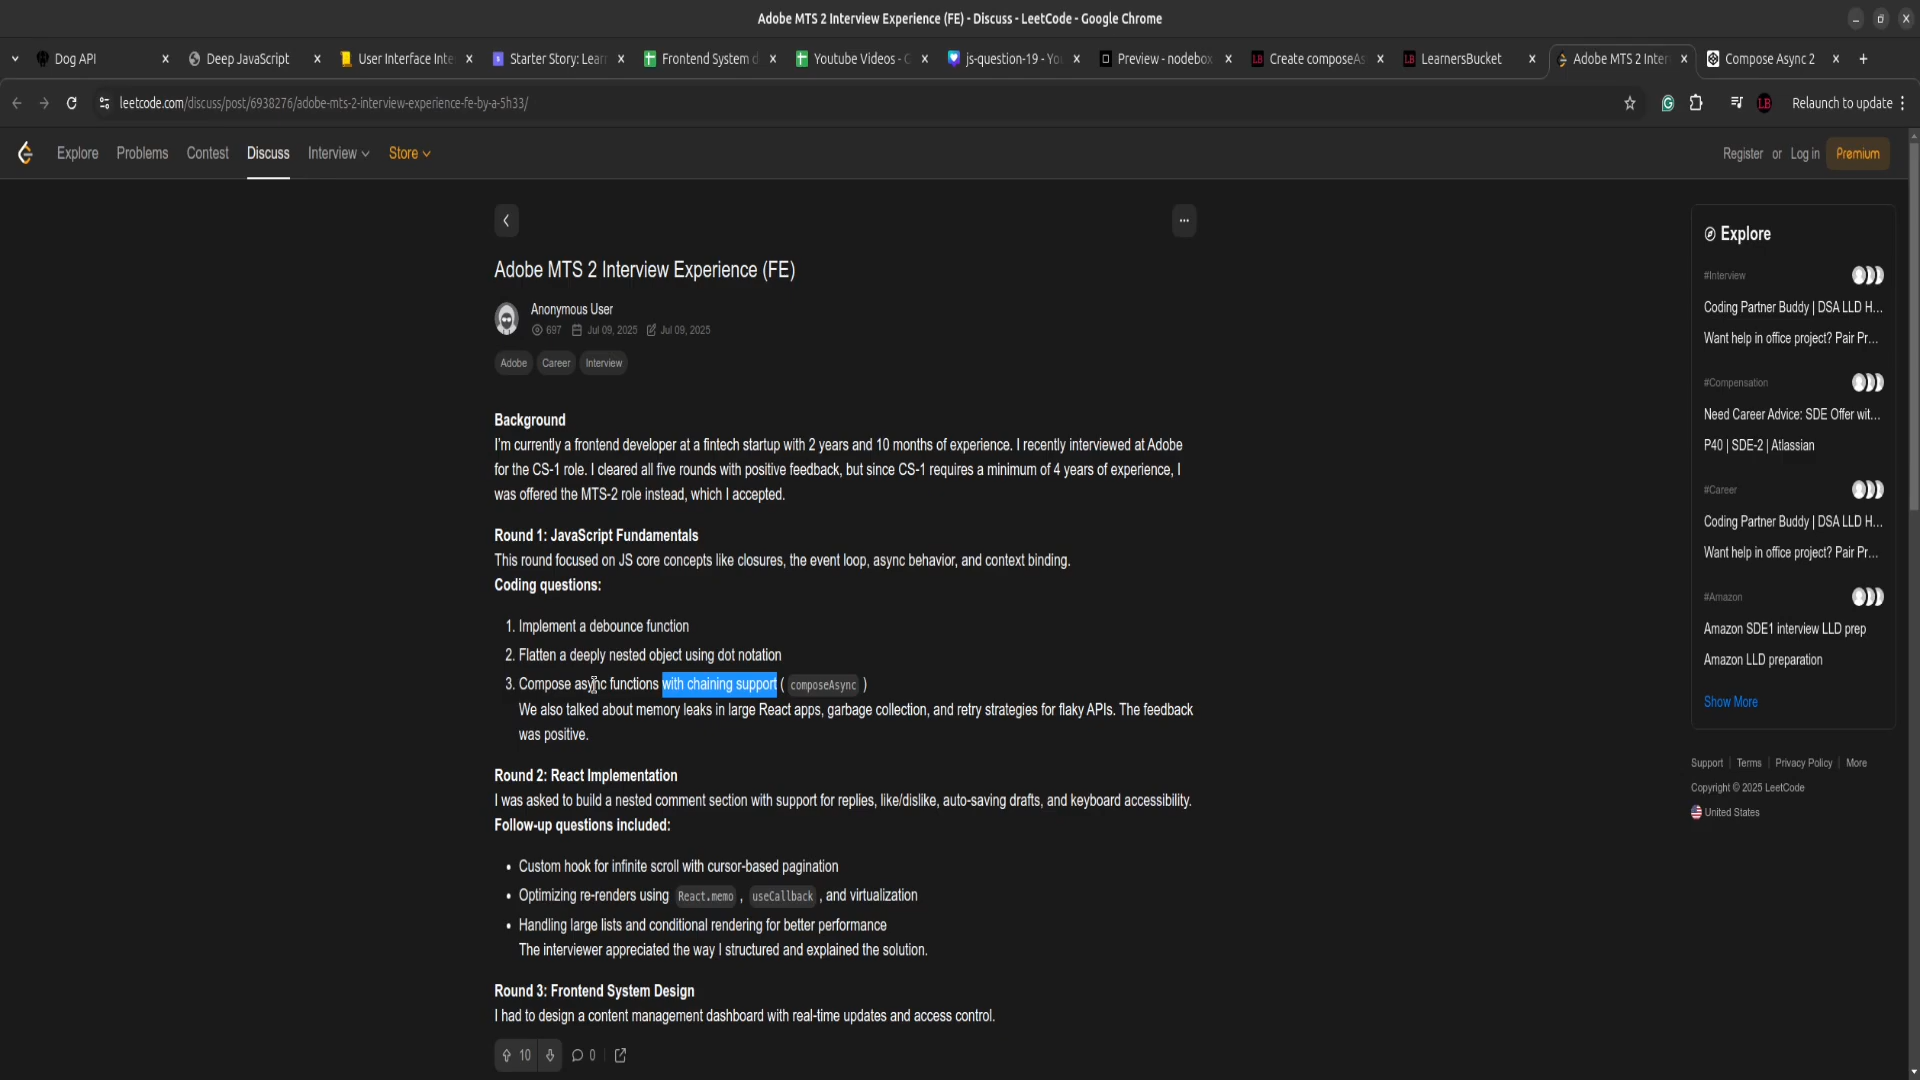 Adobe MTS 2 Interview Experience (FE) - Discuss - LeetCode - Google Chrome
Dog API
Deep JavaScript
User Interface Inte
Starter Story: Lear
Frontend System d
Youtube Videos - G
js-question-19 - Yo
Preview - nodebox
Create composeAs
LearnersBucket
Adobe MTS 2 Inter
Compose Async 2
leetcode.com/discuss/post/6938276/adobe-mts-2-interview-experience-fe-by-a-5h33/
LB
Relaunch to update
Explore
Problems
Contest
Discuss
Interview
Store
Register or Log in
Premium
Adobe MTS 2 Interview Experience (FE)
Anonymous User
697
Jul 09, 2025
Jul 09, 2025
Adobe
Career
Interview
Background
I'm currently a frontend developer at a fintech startup with 2 years and 10 months of experience. I recently interviewed at Adobe
for the CS-1 role. I cleared all five rounds with positive feedback, but since CS-1 requires a minimum of 4 years of experience, I
was offered the MTS-2 role instead, which I accepted.
Round 1: JavaScript Fundamentals
This round focused on JS core concepts like closures, the event loop, async behavior, and context binding.
Coding questions:
1. Implement a debounce function
2. Flatten a deeply nested object using dot notation
3. Compose async functions with chaining support ( composeAsync )
We also talked about memory leaks in large React apps, garbage collection, and retry strategies for flaky APIs. The feedback
was positive.
Round 2: React Implementation
I was asked to build a nested comment section with support for replies, like/dislike, auto-saving drafts, and keyboard accessibility.
Follow-up questions included:
• Custom hook for infinite scroll with cursor-based pagination
• Optimizing re-renders using React.memo , useCallback , and virtualization
• Handling large lists and conditional rendering for better performance
The interviewer appreciated the way I structured and explained the solution.
Round 3: Frontend System Design
I had to design a content management dashboard with real-time updates and access control.
10
0
Explore
#Interview
Coding Partner Buddy | DSA LLD H...
Want help in office project? Pair Pr...
#Compensation
Need Career Advice: SDE Offer wit...
P40 | SDE-2 | Atlassian
#Career
Coding Partner Buddy | DSA LLD H...
Want help in office project? Pair Pr...
#Amazon
Amazon SDE1 interview LLD prep
Amazon LLD preparation
Show More
Support | Terms | Privacy Policy | More
Copyright © 2025 LeetCode
United States